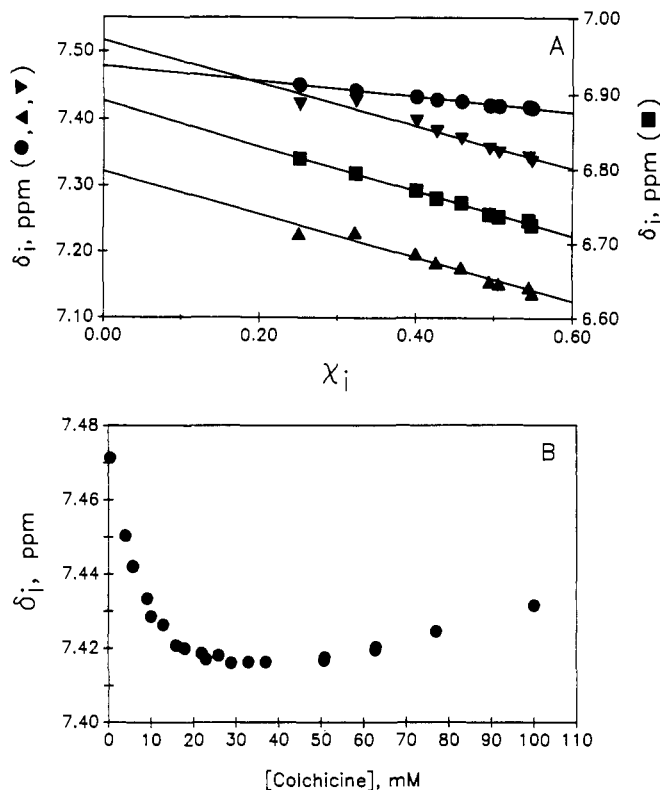 A
7.50
7.40
7.30
7.20
7.10
δi, ppm (●,▲,▼)
7.00
6.90
6.80
6.70
6.60
δi, ppm (■)
0.00 0.20 0.40 0.60
χi
B
7.48
7.46
7.44
7.42
7.40
δi, ppm
0 10 20 30 40 50 60 70 80 90 100 110
[Colchicine], mM